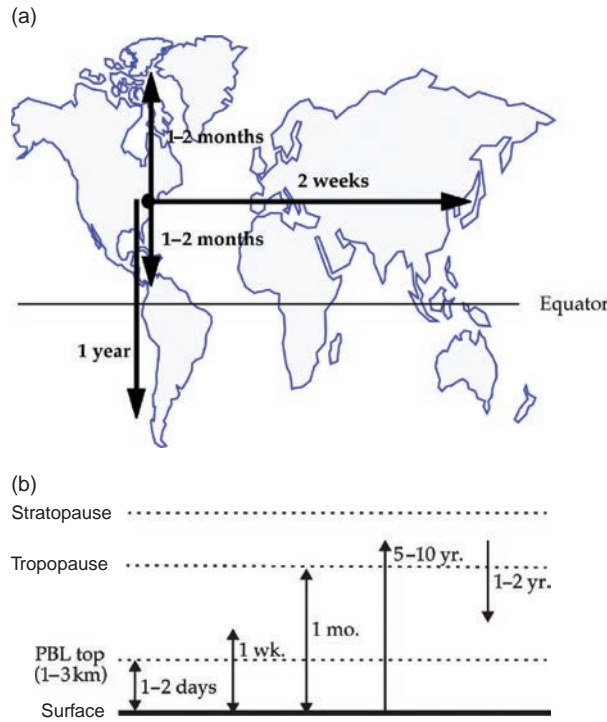 (a)
1–2 months
2 weeks
1–2 months
Equator
1 year
(b)
Stratopause
5–10 yr.
Tropopause
1–2 yr.
1 mo.
1 wk.
PBL top
(1–3km)
1–2 days
Surface